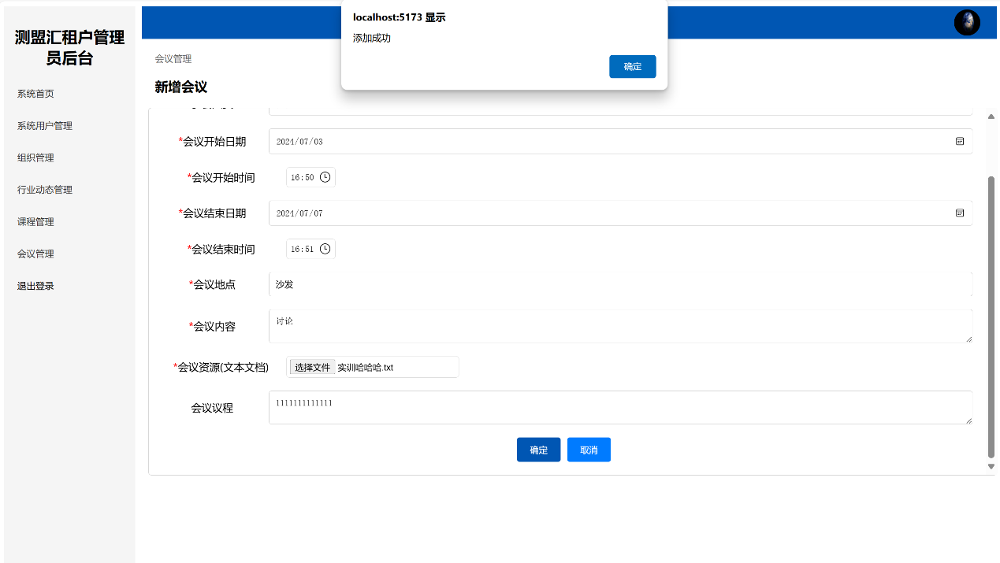 localhost:5173 显示
添加成功
确定
测盟汇租户管理
员后台
系统首页
系统用户管理
组织管理
行业动态管理
课程管理
会议管理
退出登录
会议管理
新增会议
*会议开始日期 2024/07/03
*会议开始时间 16:50
*会议结束日期 2024/07/07
*会议结束时间 16:51
*会议地点 沙发
*会议内容 讨论
*会议资源(文本文档) 选择文件 实训哈哈哈.txt
会议议程 1111111111111
确定 取消